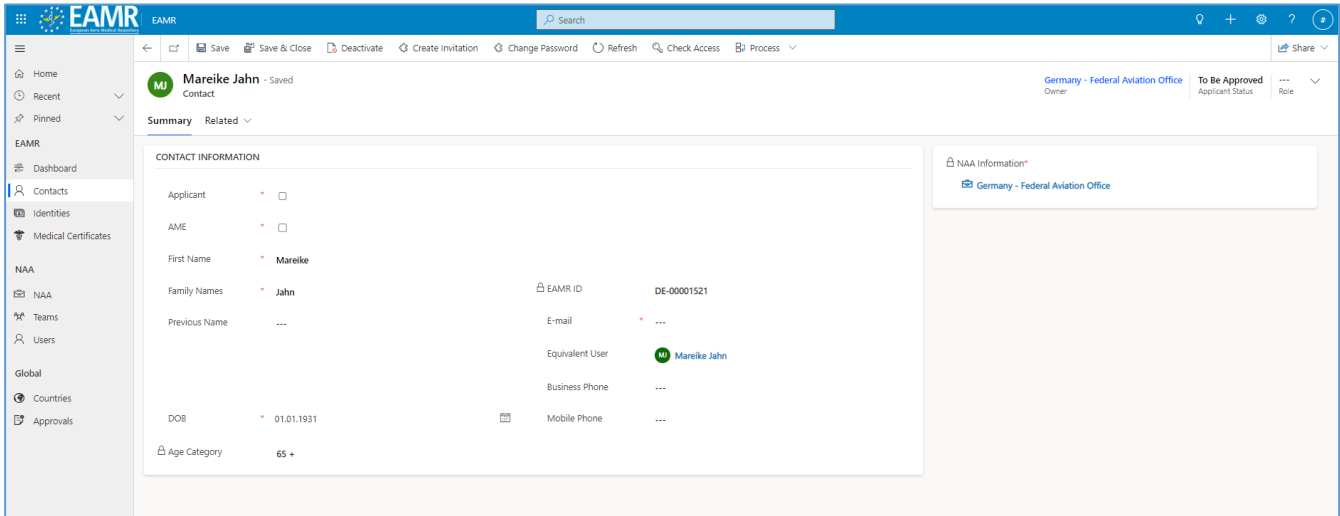 EAMR
European Aero Medical Repository
EAMR
Search
Save
Save & Close
Deactivate
Create Invitation
Change Password
Refresh
Check Access
Process
Share
Home
Recent
Pinned
EAMR
Dashboard
Contacts
Identities
Medical Certificates
NAA
NAA
Teams
Users
Global
Countries
Approvals
MJ
Mareike Jahn - Saved
Contact
Germany - Federal Aviation Office
Owner
To Be Approved
Applicant Status
---
Role
Summary
Related
CONTACT INFORMATION
Applicant *
AME *
First Name * Mareike
Family Names * Jahn
Previous Name ---
DOB * 01.01.1931
Age Category 65 +
EAMR ID DE-00001521
E-mail * ---
Equivalent User MJ Mareike Jahn
Business Phone ---
Mobile Phone ---
NAA Information*
Germany - Federal Aviation Office